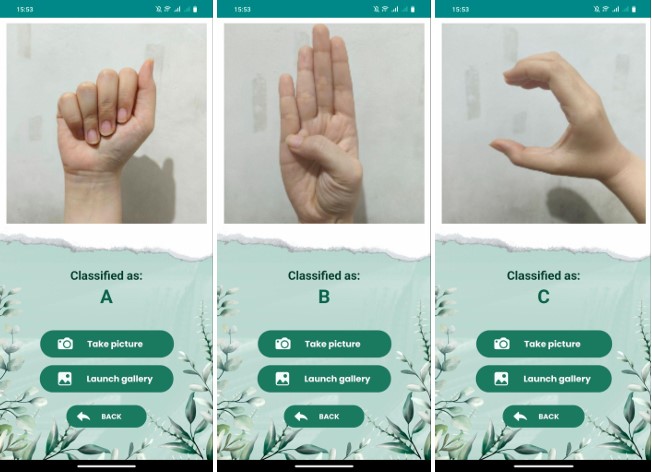 15:53
Classified as:
A
Take picture
Launch gallery
BACK
15:53
Classified as:
B
Take picture
Launch gallery
BACK
15:53
Classified as:
C
Take picture
Launch gallery
BACK